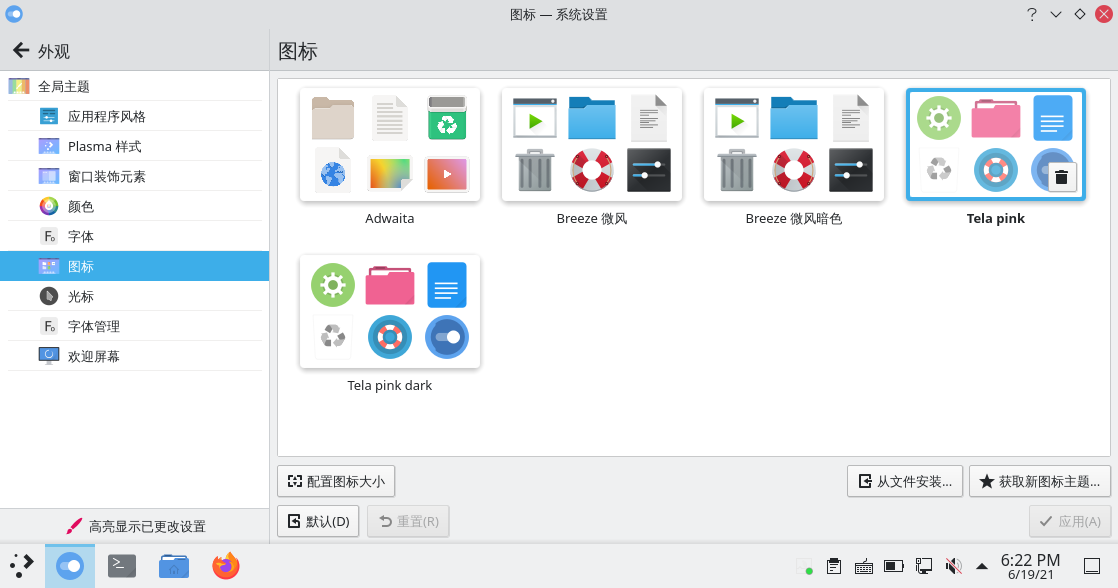 图标 — 系统设置
外观
图标
全局主题
应用程序风格
Plasma 样式
窗口装饰元素
颜色
字体
图标
光标
字体管理
欢迎屏幕
高亮显示已更改设置
Adwaita
Breeze 微风
Breeze 微风暗色
Tela pink
Tela pink dark
配置图标大小
从文件安装...
获取新图标主题...
默认(D)
重置(R)
应用(A)
6:22 PM
6/19/21